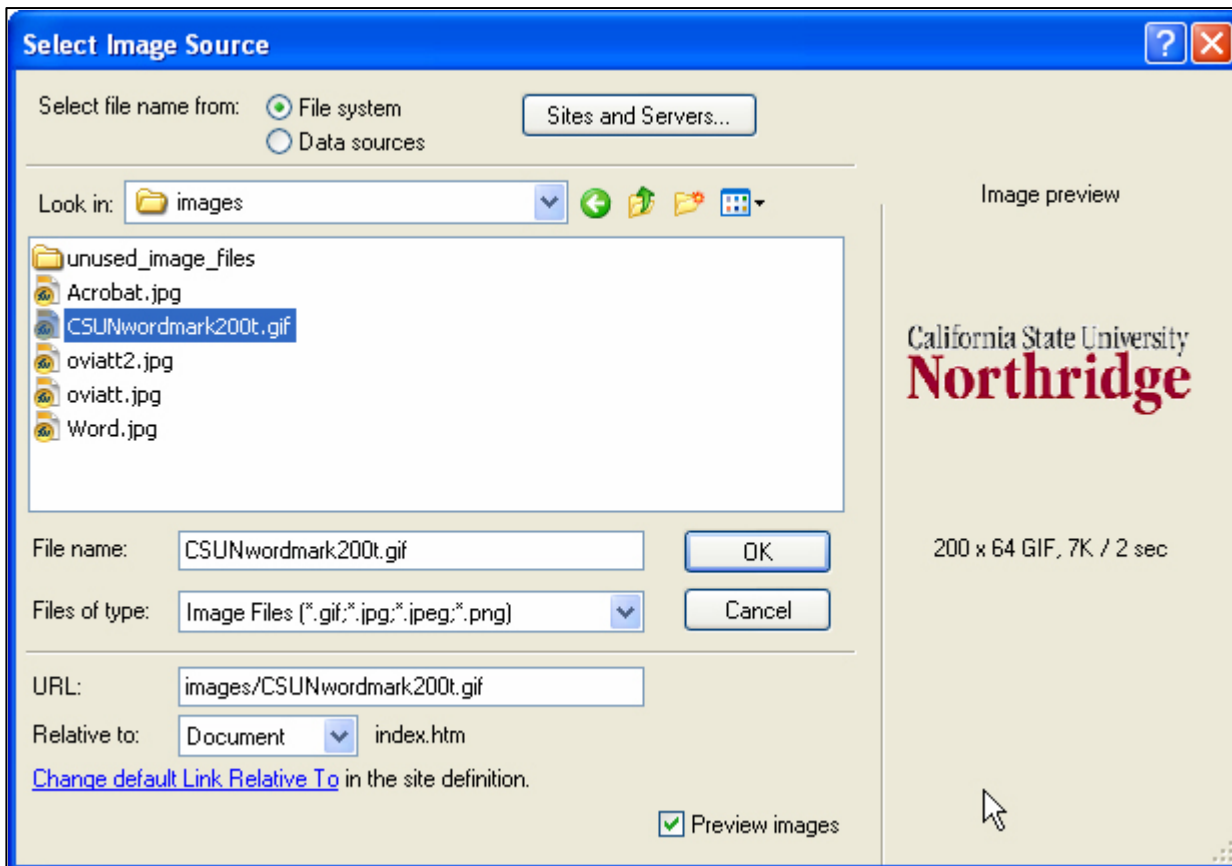 Select Image Source
Select file name from:
File system
Data sources
Sites and Servers...
Look in:
images
Image preview
unused_image_files
Acrobat.jpg
CSUNwordmark200t.gif
oviatt2.jpg
oviatt.jpg
Word.jpg
California State University
Northridge
File name:
CSUNwordmark200t.gif
OK
200 x 64 GIF, 7K / 2 sec
Files of type:
Image Files (*.gif;*.jpg;*.jpeg;*.png)
Cancel
URL:
images/CSUNwordmark200t.gif
Relative to:
Document
index.htm
Change default Link Relative To in the site definition.
Preview images